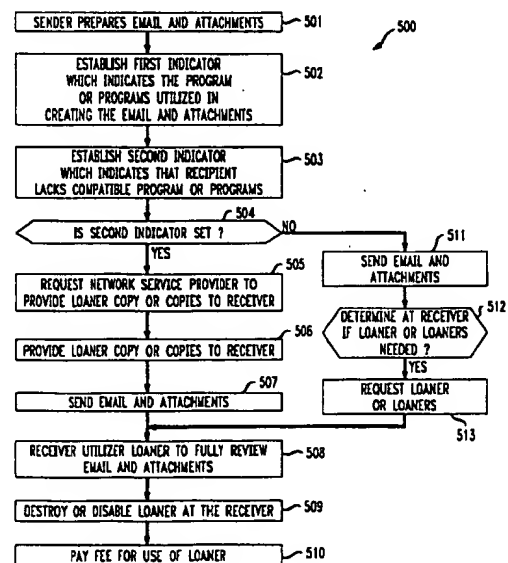 SENDER PREPARES EMAIL AND ATTACHMENTS
501
500
ESTABLISH FIRST INDICATOR
WHICH INDICATES THE PROGRAM
OR PROGRAMS UTILIZED IN
CREATING THE EMAIL AND ATTACHMENTS
502
ESTABLISH SECOND INDICATOR
WHICH INDICATES THAT RECIPIENT
LACKS COMPATIBLE PROGRAM OR PROGRAMS
503
504
IS SECOND INDICATOR SET ?
NO
YES
511
SEND EMAIL AND
ATTACHMENTS
505
REQUEST NETWORK SERVICE PROVIDER TO
PROVIDE LOANER COPY OR COPIES TO RECEIVER
512
DETERMINE AT RECEIVER
IF LOANER OR LOANERS
NEEDED ?
506
PROVIDE LOANER COPY OR COPIES TO RECEIVER
YES
507
SEND EMAIL AND ATTACHMENTS
REQUEST LOANER
OR LOANERS
513
RECEIVER UTILIZER LOANER TO FULLY REVIEW
EMAIL AND ATTACHMENTS
508
DESTROY OR DISABLE LOANER AT THE RECEIVER
509
PAY FEE FOR USE OF LOANER
510